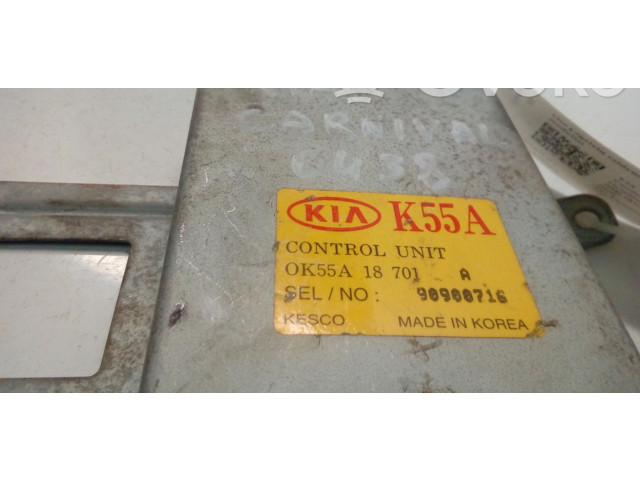 CARNIVAL
KIA K55A
CONTROL UNIT
OK55A 18 701 A
SEL / NO : 90900716
KESCO MADE IN KOREA